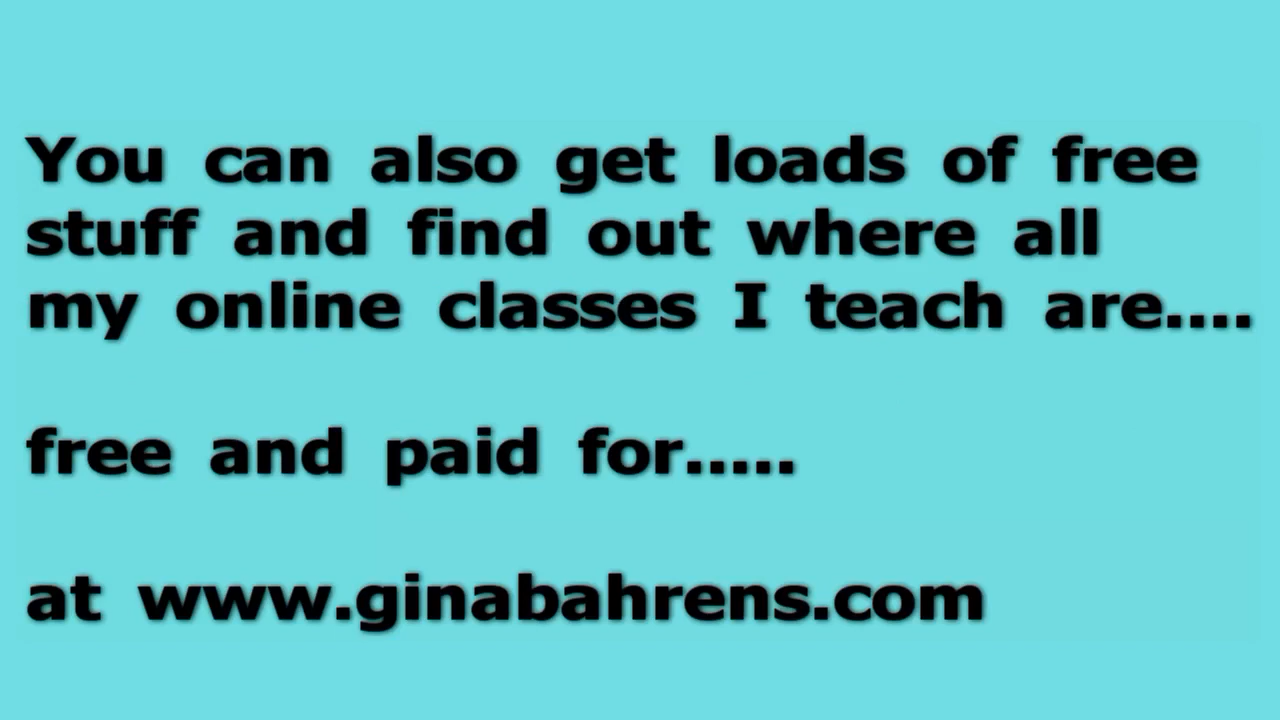 You can also get loads of free
stuff and find out where all
my online classes I teach are....
free and paid for.....
at www.ginabahrens.com